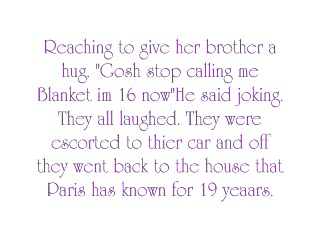 Reaching to give her brother a
hug. "Gosh stop calling me
Blanket im 16 now"He said joking.
They all laughed. They were
escorted to thier car and off
they went back to the house that
Paris has known for 19 yeaars.